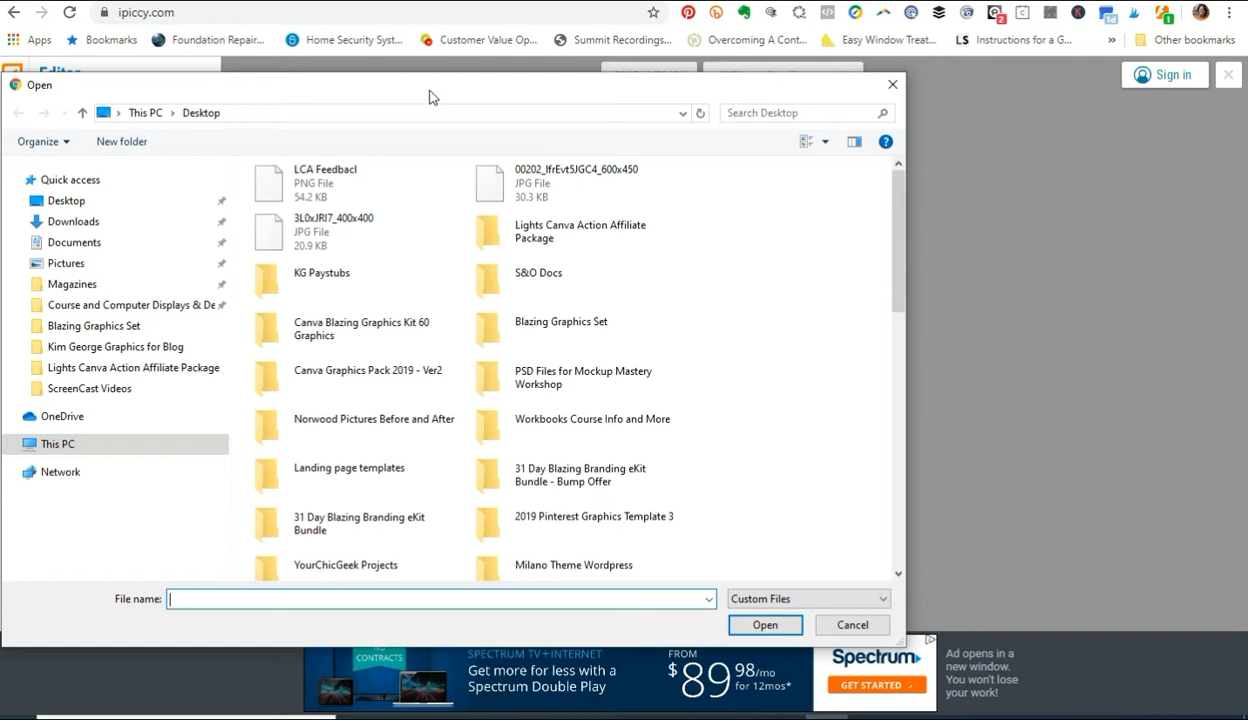 ipiccy.com
Apps
Bookmarks
Foundation Repair...
Home Security Syst...
Customer Value Op...
Summit Recordings...
Overcoming A Cont...
Easy Window Treat...
LS
Instructions for a G...
»
Other bookmarks
Sign in
Open
This PC > Desktop
Search Desktop
Organize
New folder
Quick access
Desktop
Downloads
Documents
Pictures
Magazines
Course and Computer Displays & De
Blazing Graphics Set
Kim George Graphics for Blog
Lights Canva Action Affiliate Package
ScreenCast Videos
OneDrive
This PC
Network
LCA Feedbacl
PNG File
54.2 KB
00202_IfrEvt5JGC4_600x450
JPG File
30.3 KB
3L0xJRI7_400x400
JPG File
20.9 KB
Lights Canva Action Affiliate
Package
KG Paystubs
S&O Docs
Canva Blazing Graphics Kit 60
Graphics
Blazing Graphics Set
Canva Graphics Pack 2019 - Ver2
PSD Files for Mockup Mastery
Workshop
Norwood Pictures Before and After
Workbooks Course Info and More
Landing page templates
31 Day Blazing Branding eKit
Bundle - Bump Offer
31 Day Blazing Branding eKit
Bundle
2019 Pinterest Graphics Template 3
YourChicGeek Projects
Milano Theme Wordpress
File name:
Custom Files
Open
Cancel
CONTRACTS
SPECTRUM TV+INTERNET
Get more for less with a
Spectrum Double Play
FROM
$89.98/mo
for 12mos*
Spectrum
GET STARTED
Ad opens in a
new window.
You won't lose
your work!